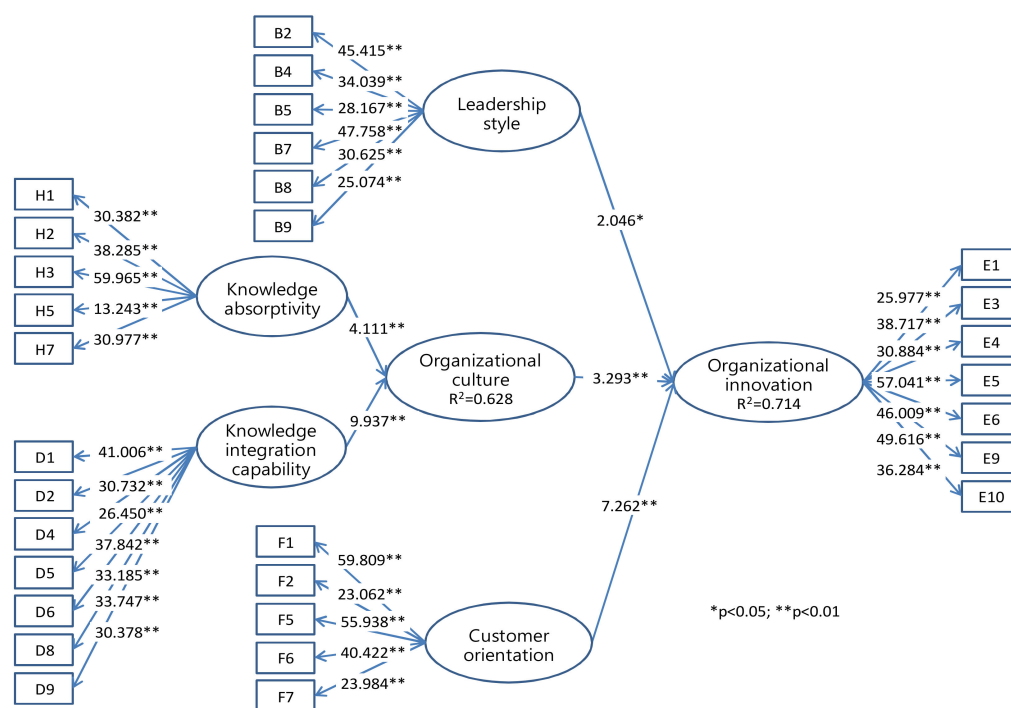 B2
B4
B5
B7
B8
B9
45.415**
34.039**
28.167**
47.758**
30.625**
25.074**
Leadership
style
2.046*
H1
H2
H3
H5
H7
30.382**
38.285**
59.965**
13.243**
30.977**
Knowledge
absorptivity
4.111**
Organizational
culture
R²=0.628
3.293**
9.937**
Knowledge
integration
capability
D1
D2
D4
D5
D6
D8
D9
41.006**
30.732**
26.450**
37.842**
33.185**
33.747**
30.378**
F1
F2
F5
F6
F7
59.809**
23.062**
55.938**
40.422**
23.984**
Customer
orientation
7.262**
Organizational
innovation
R²=0.714
25.977**
38.717**
30.884**
57.041**
46.009**
49.616**
36.284**
E1
E3
E4
E5
E6
E9
E10
*p<0.05; **p<0.01